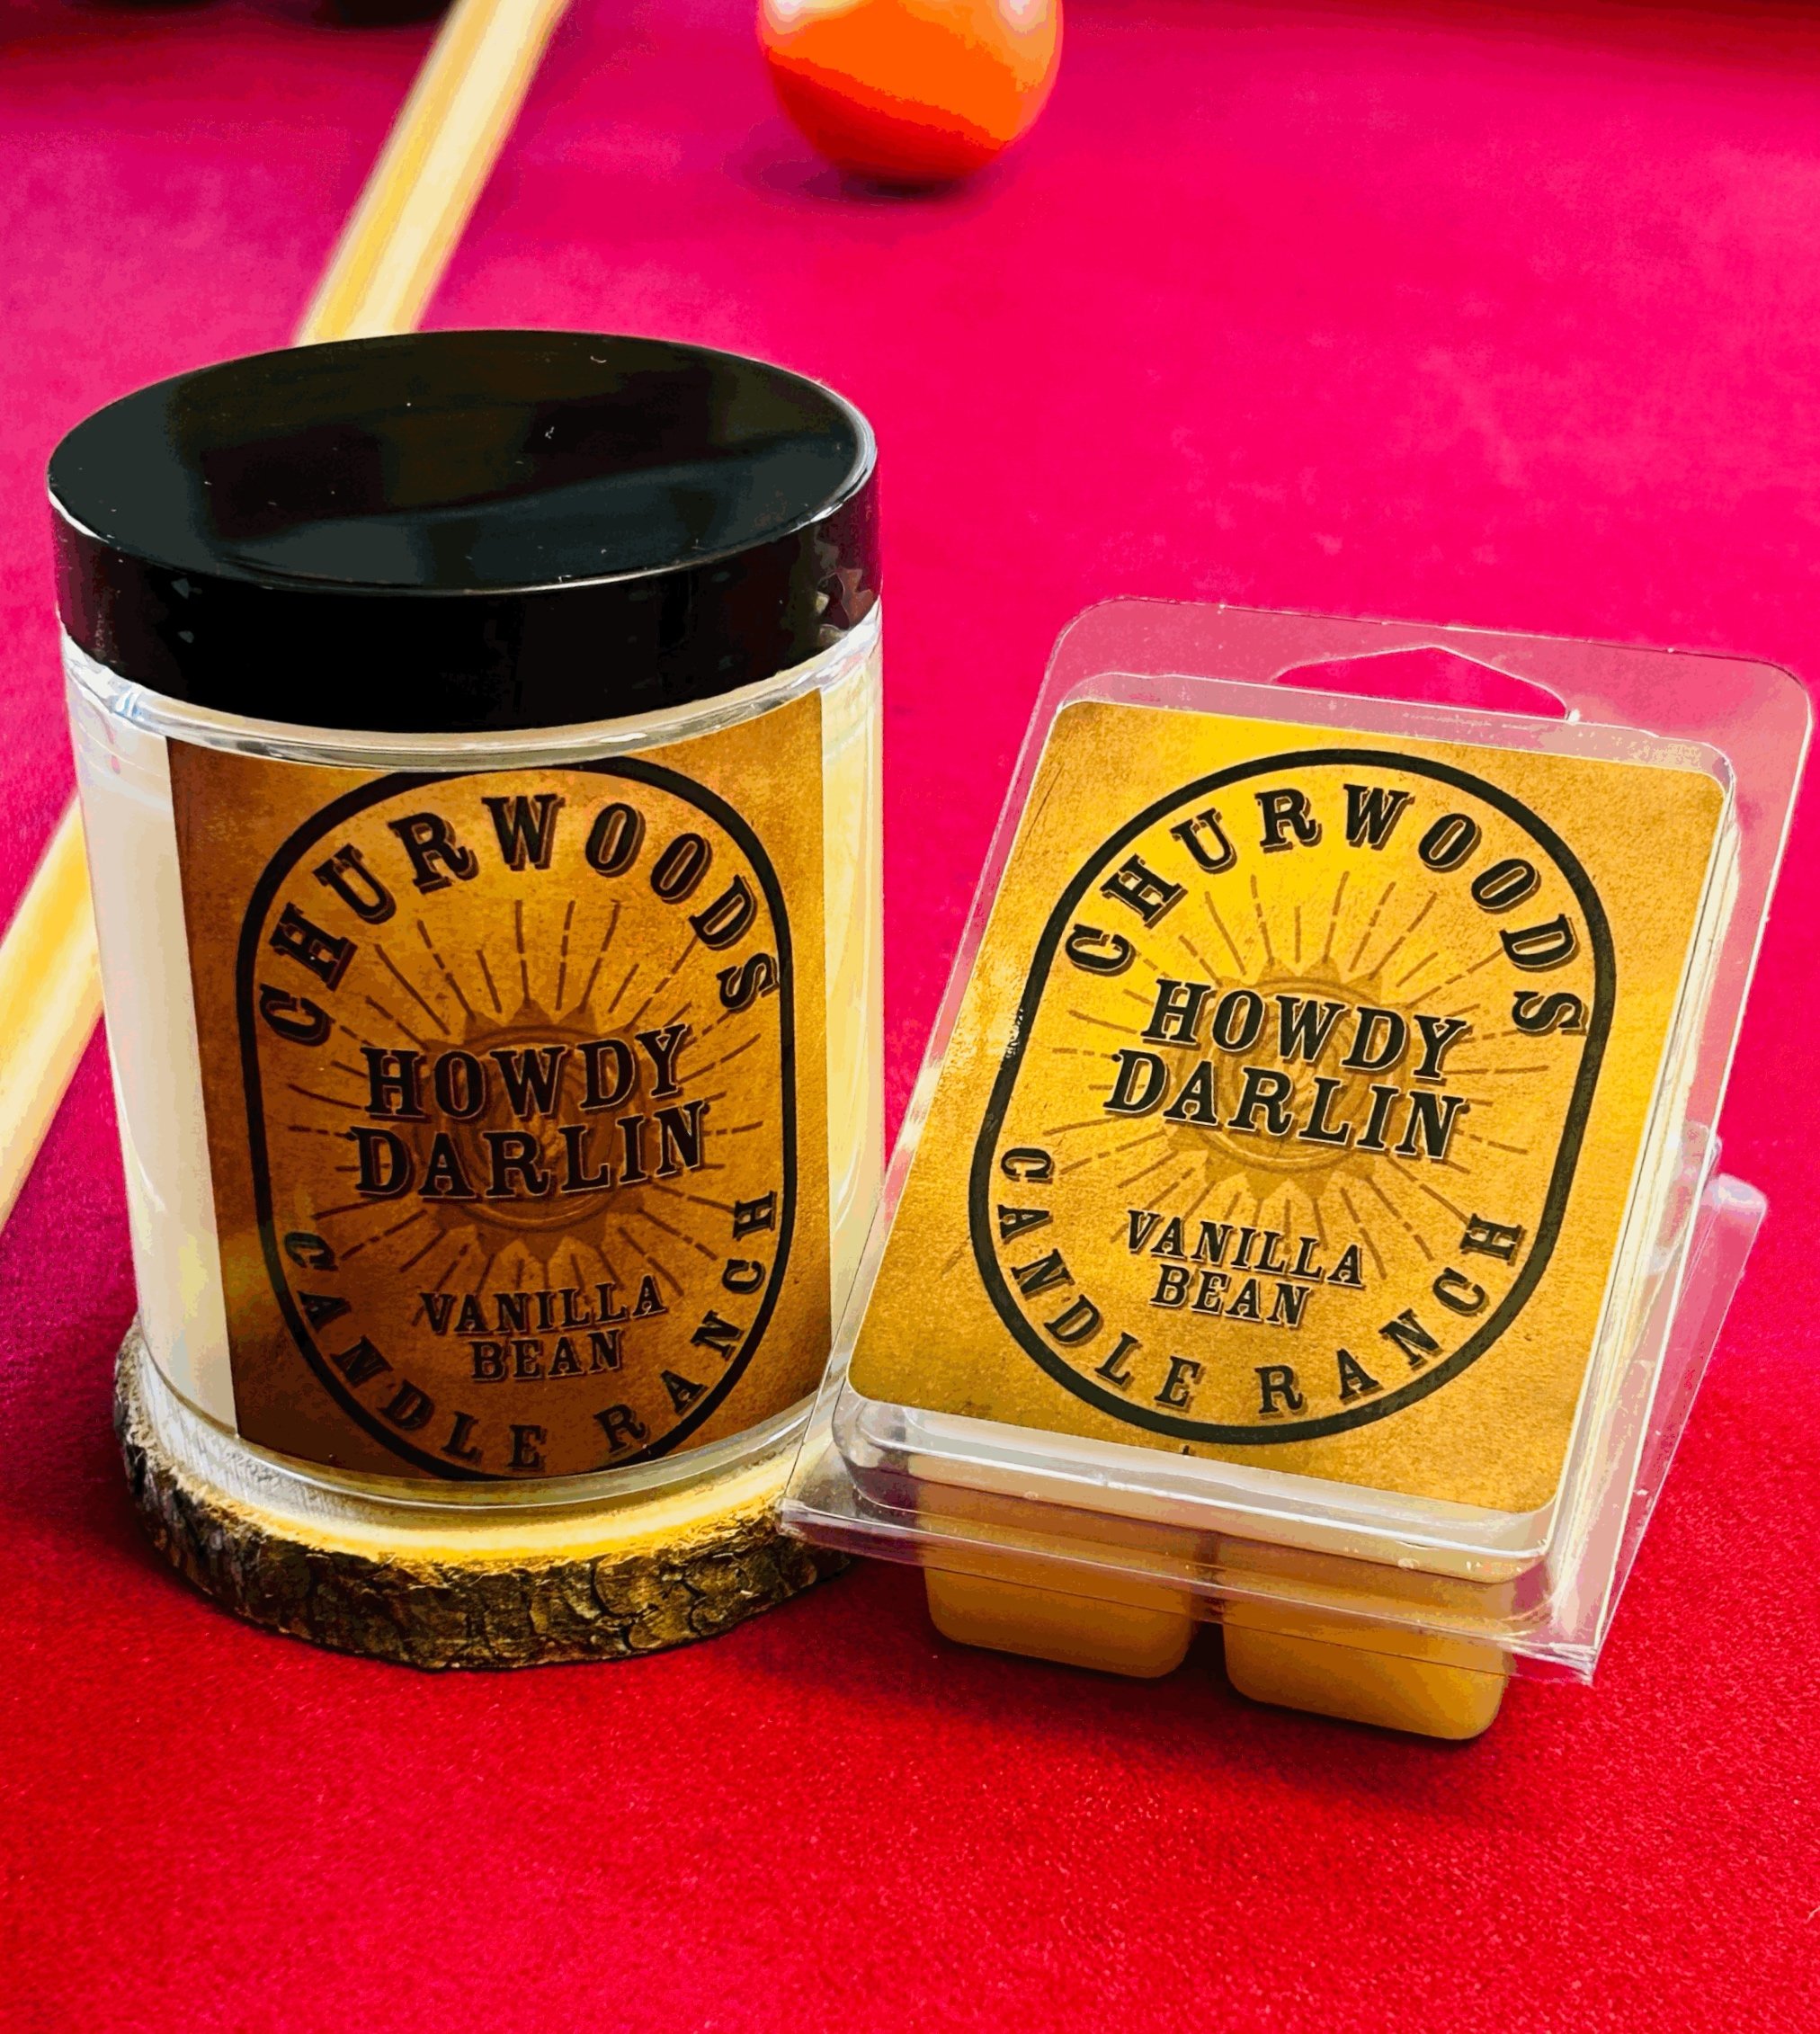 CHURWOODS
HOWDY
DARLIN
VANILLA
BEAN
CANDLE RANCH
CHURWOODS
HOWDY
DARLIN
VANILLA
BEAN
CANDLE RANCH